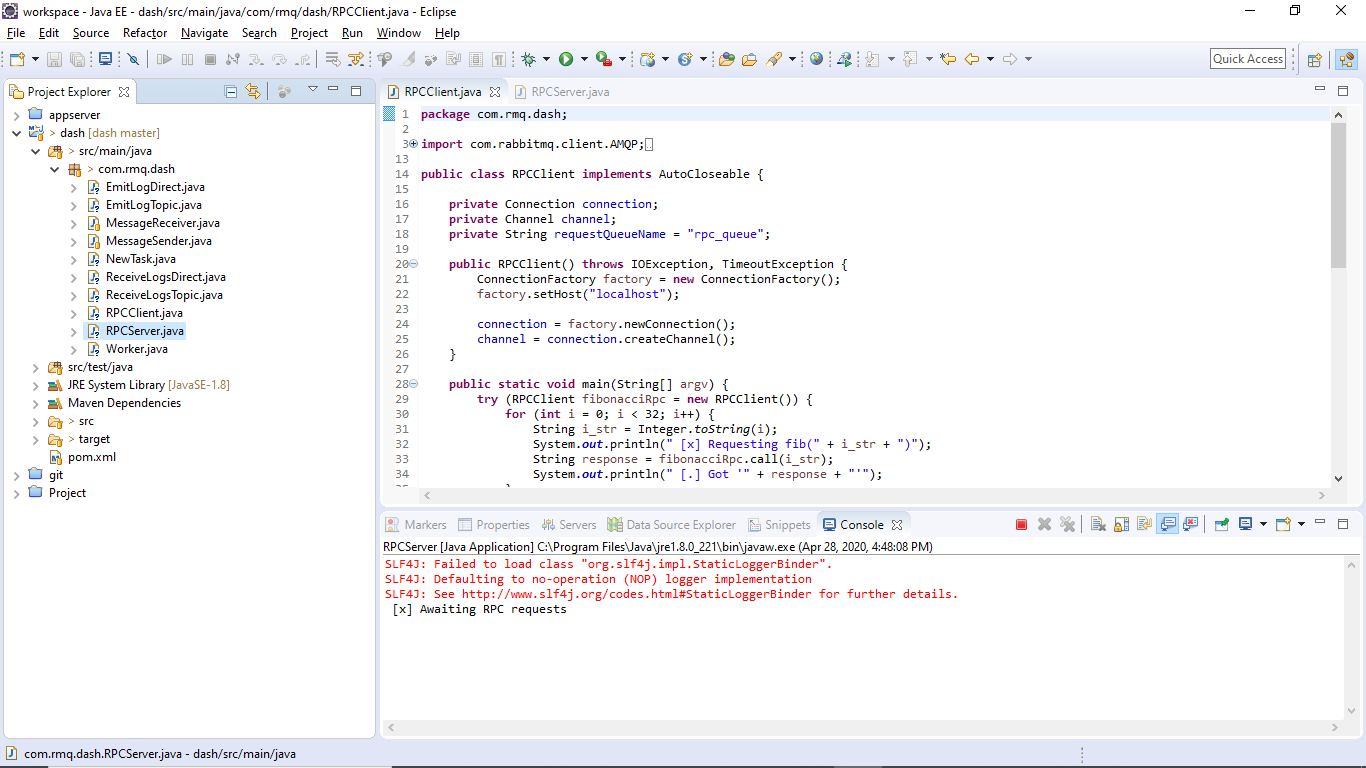 workspace - Java EE - dash/src/main/java/com/rmq/dash/RPCClient.java - Eclipse
File Edit Source Refactor Navigate Search Project Run Window Help
Quick Access
Project Explorer
appserver
> dash [dash master]
> src/main/java
> com.rmq.dash
EmitLogDirect.java
EmitLogTopic.java
MessageReceiver.java
MessageSender.java
NewTask.java
ReceiveLogsDirect.java
ReceiveLogsTopic.java
RPCClient.java
RPCServer.java
Worker.java
src/test/java
JRE System Library [JavaSE-1.8]
Maven Dependencies
> src
> target
pom.xml
git
Project
RPCClient.java RPCServer.java
1 package com.rmq.dash;
2
3 import com.rabbitmq.client.AMQP;
13
14 public class RPCClient implements AutoCloseable {
15
16 private Connection connection;
17 private Channel channel;
18 private String requestQueueName = "rpc_queue";
19
20 public RPCClient() throws IOException, TimeoutException {
21 ConnectionFactory factory = new ConnectionFactory();
22 factory.setHost("localhost");
23
24 connection = factory.newConnection();
25 channel = connection.createChannel();
26 }
27
28 public static void main(String[] argv) {
29 try (RPCClient fibonacciRpc = new RPCClient()) {
30 for (int i = 0; i < 32; i++) {
31 String i_str = Integer.toString(i);
32 System.out.println(" [x] Requesting fib(" + i_str + ")");
33 String response = fibonacciRpc.call(i_str);
34 System.out.println(" [.] Got '" + response + "'");
Markers Properties Servers Data Source Explorer Snippets Console
RPCServer [Java Application] C:\Program Files\Java\jre1.8.0_221\bin\javaw.exe (Apr 28, 2020, 4:48:08 PM)
SLF4J: Failed to load class "org.slf4j.impl.StaticLoggerBinder".
SLF4J: Defaulting to no-operation (NOP) logger implementation
SLF4J: See http://www.slf4j.org/codes.html#StaticLoggerBinder for further details.
[x] Awaiting RPC requests
com.rmq.dash.RPCServer.java - dash/src/main/java